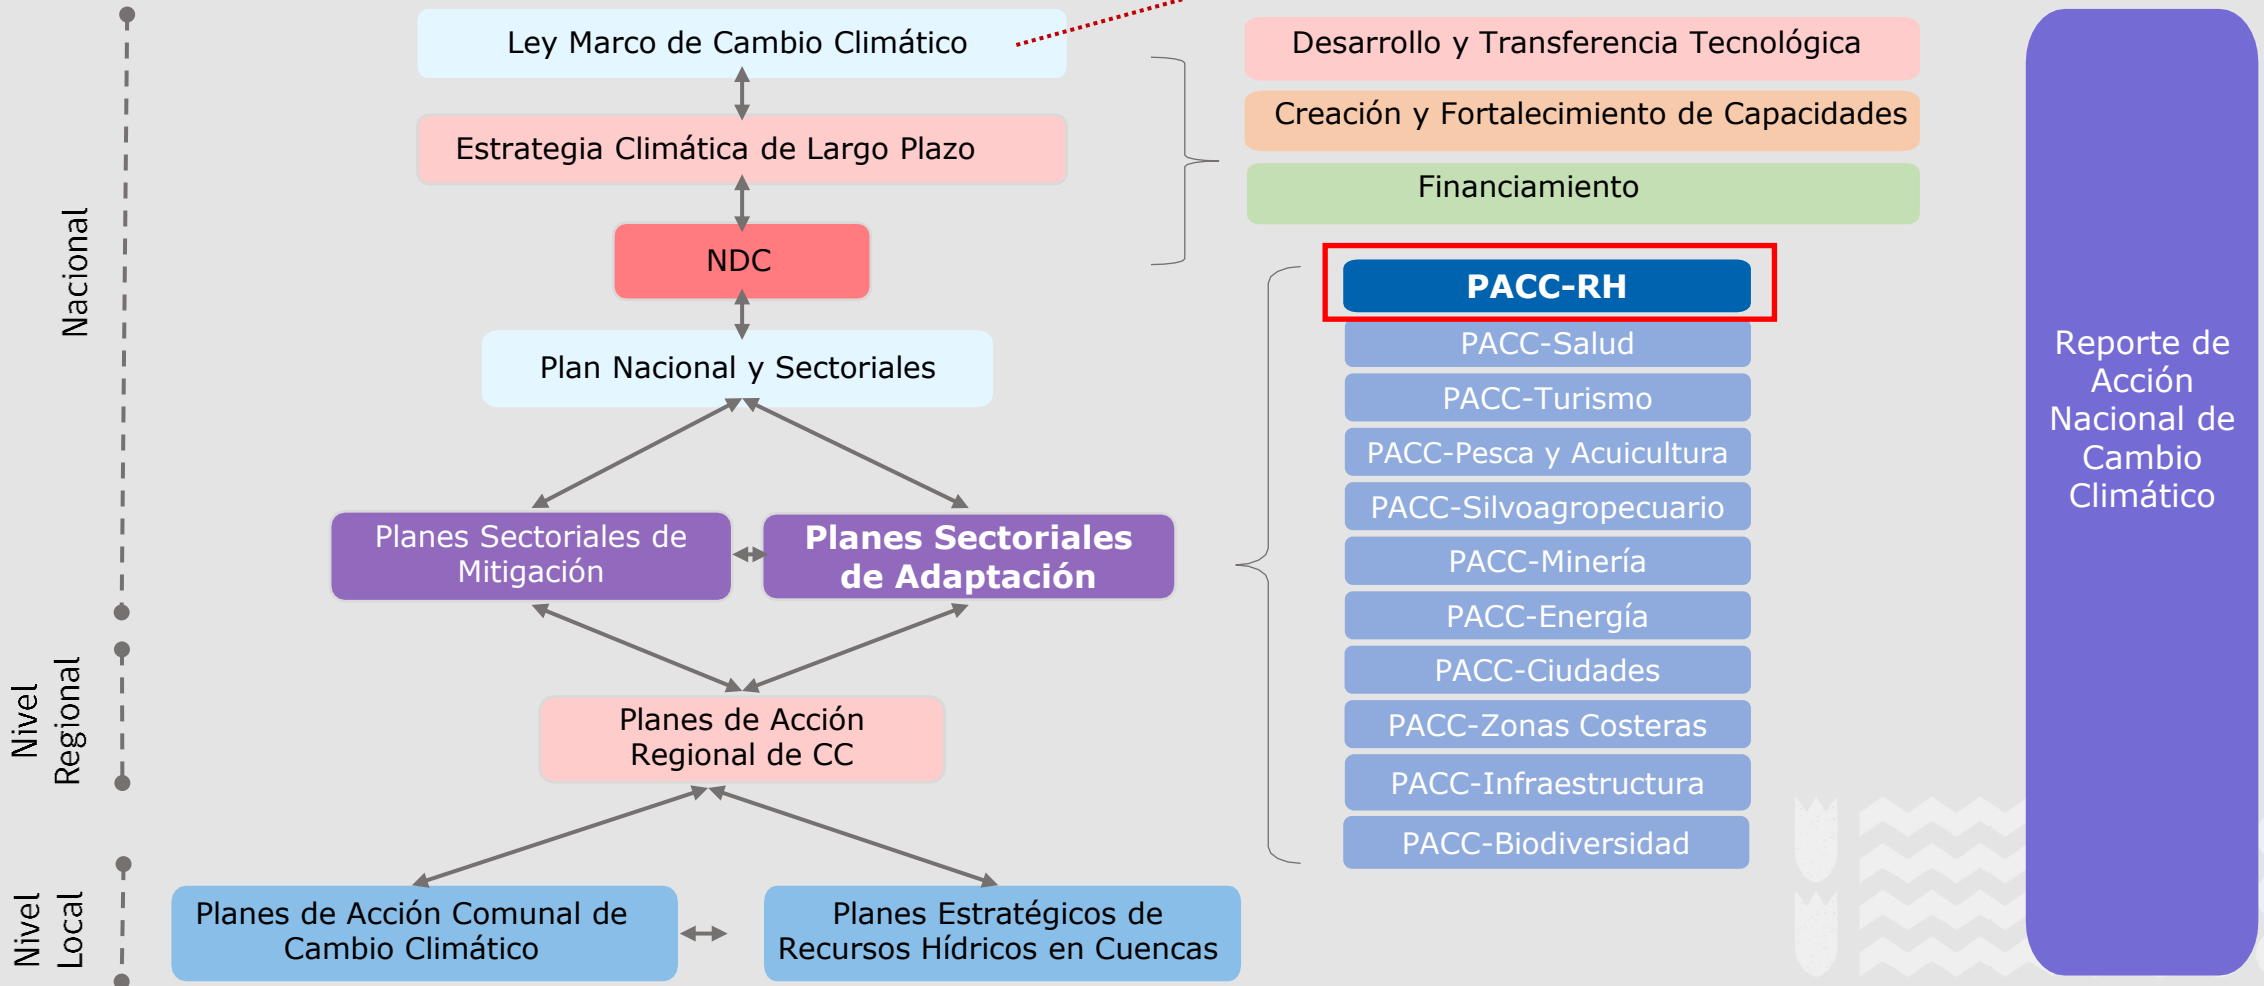 Nacional
Nivel
Regional
Nivel
Local
Ley Marco de Cambio Climático
Estrategia Climática de Largo Plazo
NDC
Plan Nacional y Sectoriales
Planes Sectoriales de
Mitigación
Planes Sectoriales
de Adaptación
Planes de Acción
Regional de CC
Planes de Acción Comunal de
Cambio Climático
Planes Estratégicos de
Recursos Hídricos en Cuencas
Desarrollo y Transferencia Tecnológica
Creación y Fortalecimiento de Capacidades
Financiamiento
PACC-RH
PACC-Salud
PACC-Turismo
PACC-Pesca y Acuicultura
PACC-Silvoagropecuario
PACC-Minería
PACC-Energía
PACC-Ciudades
PACC-Zonas Costeras
PACC-Infraestructura
PACC-Biodiversidad
Reporte de
Acción
Nacional de
Cambio
Climático